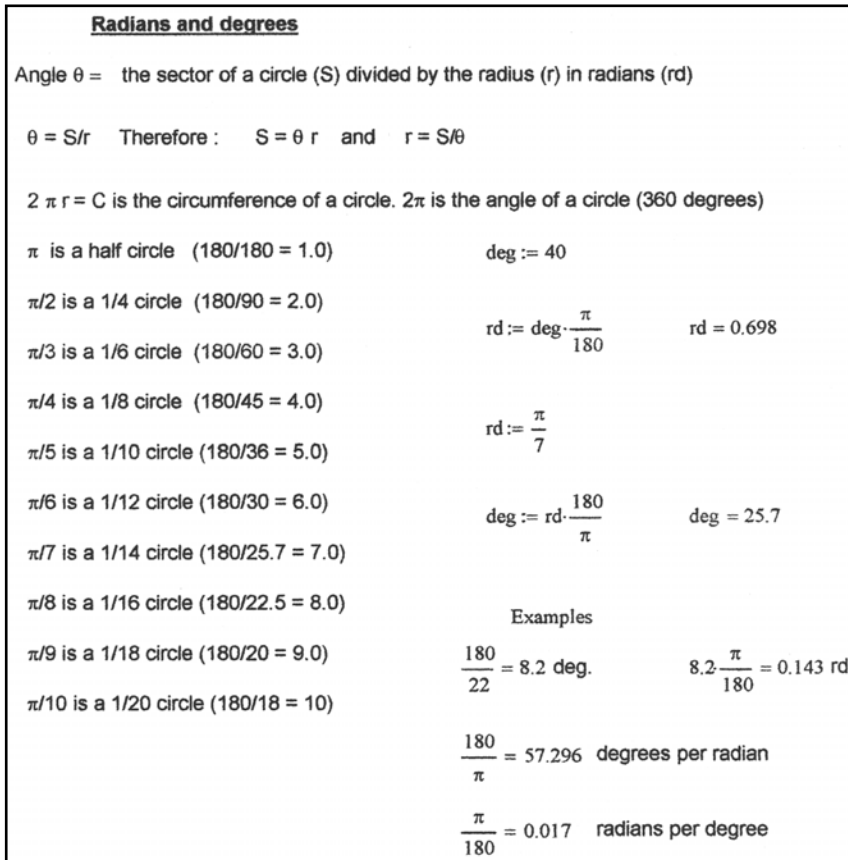 Radians and degrees
Angle θ = the sector of a circle (S) divided by the radius (r) in radians (rd)
θ = S/r Therefore : S = θ r and r = S/θ
2 π r = C is the circumference of a circle. 2π is the angle of a circle (360 degrees)
π is a half circle (180/180 = 1.0)
π/2 is a 1/4 circle (180/90 = 2.0)
π/3 is a 1/6 circle (180/60 = 3.0)
π/4 is a 1/8 circle (180/45 = 4.0)
π/5 is a 1/10 circle (180/36 = 5.0)
π/6 is a 1/12 circle (180/30 = 6.0)
π/7 is a 1/14 circle (180/25.7 = 7.0)
π/8 is a 1/16 circle (180/22.5 = 8.0)
π/9 is a 1/18 circle (180/20 = 9.0)
π/10 is a 1/20 circle (180/18 = 10)
deg := 40
rd := deg·π/180 rd = 0.698
rd := π/7
deg := rd·180/π deg = 25.7
Examples
180/22 = 8.2 deg. 8.2·π/180 = 0.143 rd
180/π = 57.296 degrees per radian
π/180 = 0.017 radians per degree